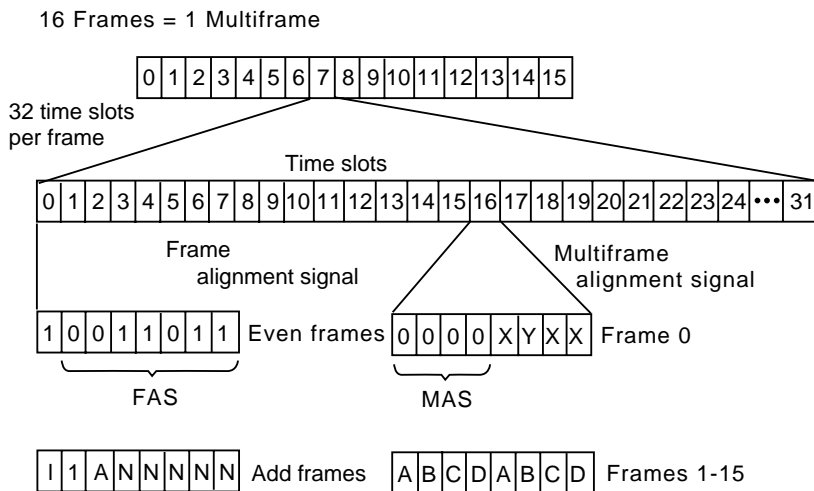 16 Frames = 1 Multiframe
0 1 2 3 4 5 6 7 8 9 10 11 12 13 14 15
32 time slots
per frame
Time slots
0 1 2 3 4 5 6 7 8 9 10 11 12 13 14 15 16 17 18 19 20 21 22 23 24 ••• 31
Frame
alignment signal
Multiframe
alignment signal
1 0 0 1 1 0 1 1 Even frames
0 0 0 0 X Y X X Frame 0
FAS
MAS
I 1 A N N N N N Add frames
A B C D A B C D Frames 1-15